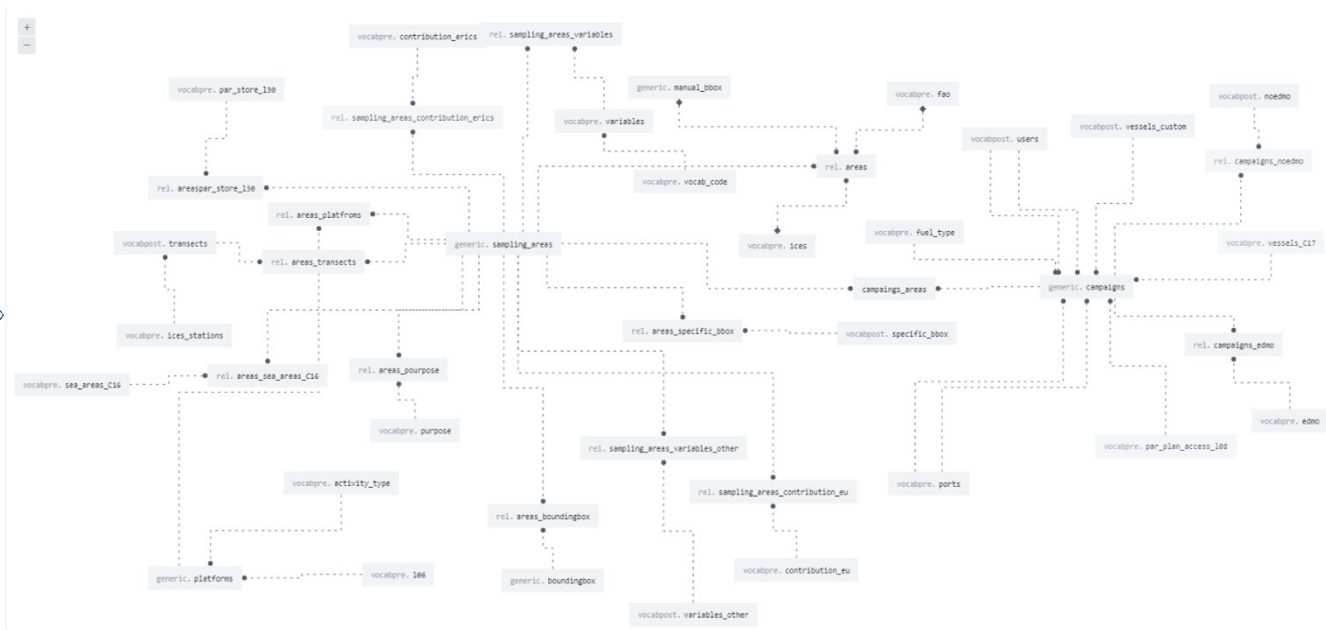 +
−
vocabpre. contribution_erics
rel. sampling_areas_variables
vocabpre. par_store_l30
generic. manual_bbox
vocabpre. fao
vocabpost. noedmo
rel. sampling_areas_contribution_erics
vocabpre. variables
vocabpost. users
vocabpost. vessels_custom
rel. areas
rel. campaigns_noedmo
rel. areaspar_store_l30
vocabpre. vocab_code
rel. areas_platfroms
vocabpost. transects
generic. sampling_areas
vocabpre. ices
vocabpre. fuel_type
vocabpre. vessels_C17
rel. areas_transects
campaings_areas
generic. campaigns
vocabpre. ices_stations
rel. areas_specific_bbox
vocabpost. specific_bbox
rel. campaigns_edmo
vocabpre. sea_areas_C16
rel. areas_sea_areas_C16
rel. areas_pourpose
vocabpre. purpose
vocabpre. edmo
rel. sampling_areas_variables_other
vocabpre. par_plan_access_l08
vocabpre. activity_type
rel. sampling_areas_contribution_eu
vocabpre. ports
rel. areas_boundingbox
generic. platforms
vocabpre. l06
generic. boundingbox
vocabpre. contribution_eu
vocabpost. variables_other